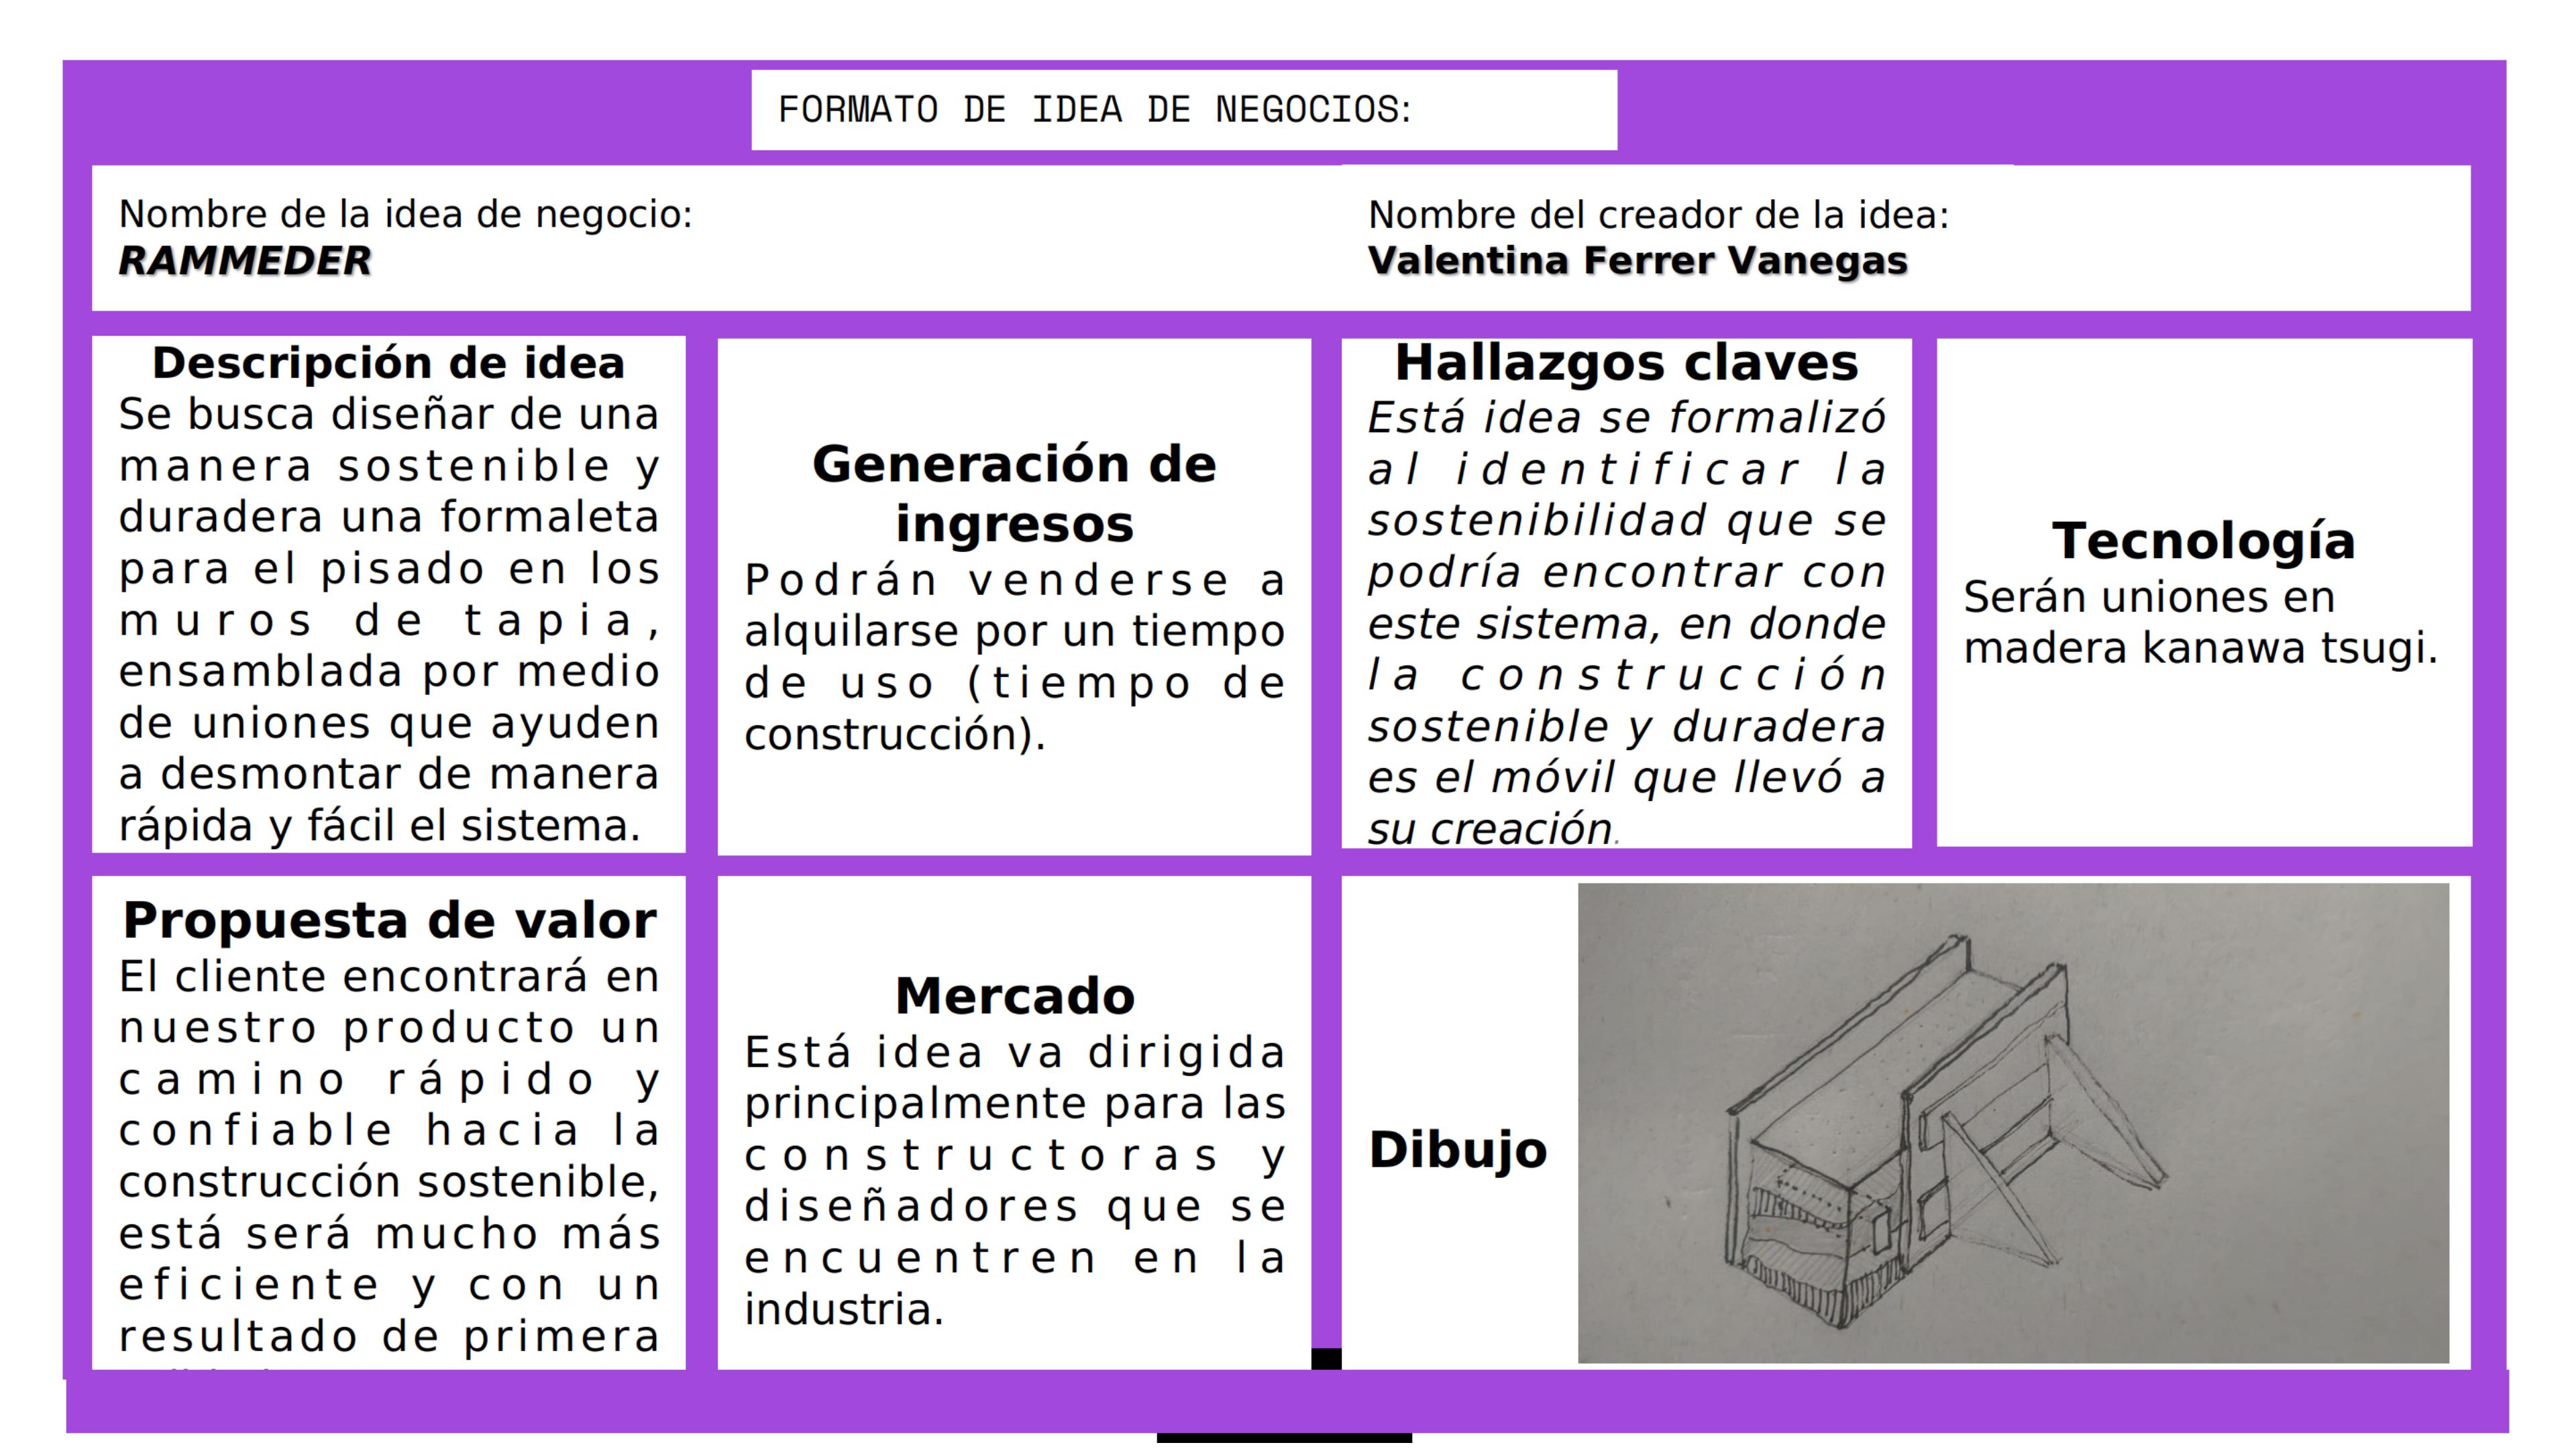 FORMATO DE IDEA DE NEGOCIOS:
Nombre de la idea de negocio:
RAMMEDER
Nombre del creador de la idea:
Valentina Ferrer Vanegas
Descripción de idea
Se busca diseñar de una
manera sostenible y
duradera una formaleta
para el pisado en los
muros de tapia,
ensamblada por medio
de uniones que ayuden
a desmontar de manera
rápida y fácil el sistema.
Generación de
ingresos
Podrán venderse a
alquilarse por un tiempo
de uso (tiempo de
construcción).
Hallazgos claves
Está idea se formalizó
al identificar la
sostenibilidad que se
podría encontrar con
este sistema, en donde
la construcción
sostenible y duradera
es el móvil que llevó a
su creación.
Tecnología
Serán uniones en
madera kanawa tsugi.
Propuesta de valor
El cliente encontrará en
nuestro producto un
camino rápido y
confiable hacia la
construcción sostenible,
está será mucho más
eficiente y con un
resultado de primera
Mercado
Está idea va dirigida
principalmente para las
constructoras y
diseñadores que se
encuentren en la
industria.
Dibujo